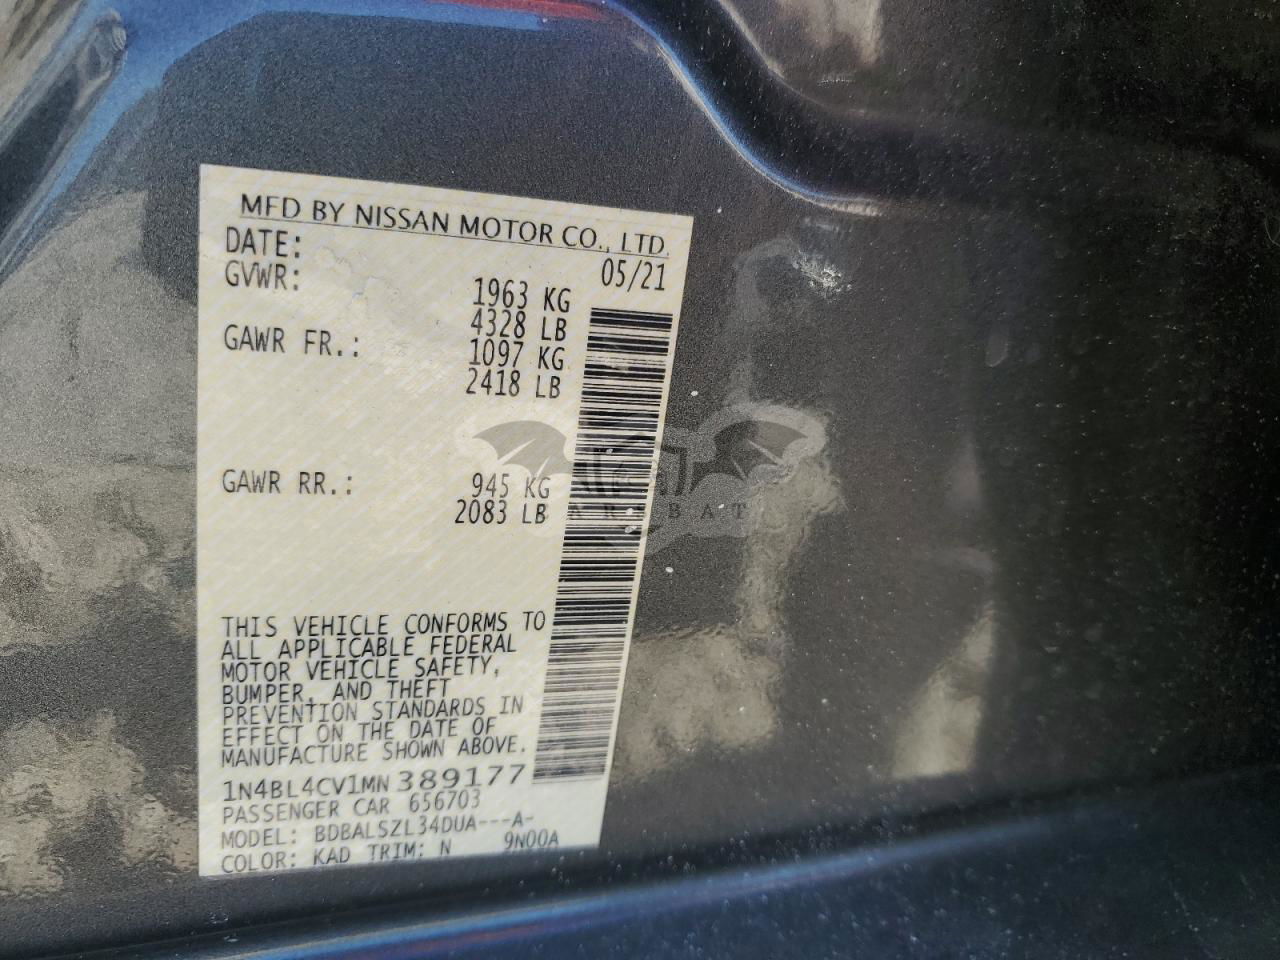 MFD BY NISSAN MOTOR CO., LTD.
DATE: 05/21
GVWR: 1963 KG
4328 LB
GAWR FR.: 1097 KG
2418 LB
GAWR RR.: 945 KG
2083 LB
THIS VEHICLE CONFORMS TO
ALL APPLICABLE FEDERAL
MOTOR VEHICLE SAFETY,
BUMPER, AND THEFT
PREVENTION STANDARDS IN
EFFECT ON THE DATE OF
MANUFACTURE SHOWN ABOVE.
1N4BL4CV1MN389177
PASSENGER CAR 656703
MODEL: BDBALSZL34DUA---A-
COLOR: KAD TRIM: N 9N00A